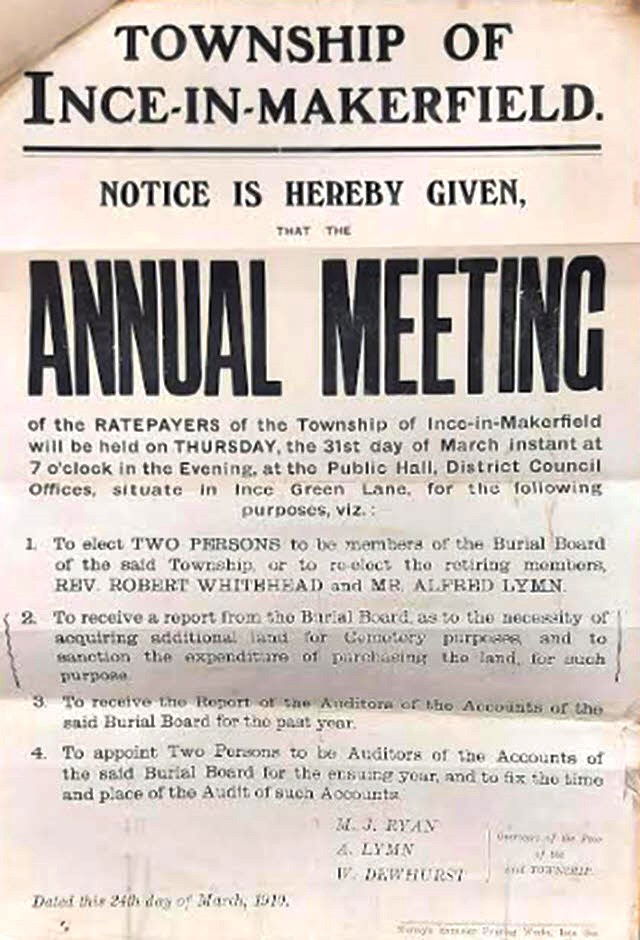 TOWNSHIP OF
INCE-IN-MAKERFIELD.
NOTICE IS HEREBY GIVEN,
THAT THE
ANNUAL MEETING
of the RATEPAYERS of the Township of Ince-in-Makerfield
will be held on THURSDAY, the 31st day of March instant at
7 o'clock in the Evening, at the Public Hall, District Council
Offices, situate in Ince Green Lane, for the following
purposes, viz. :
1. To elect TWO PERSONS to be members of the Burial Board
of the said Township, or to re-elect the retiring members,
REV. ROBERT WHITEHEAD and MR. ALFRED LYMN.
2. To receive a report from the Burial Board, as to the necessity of
acquiring additional land for Cemetery purposes, and to
sanction the expenditure of purchasing the land, for such
purpose.
3. To receive the Report of the Auditors of the Accounts of the
said Burial Board for the past year.
4. To appoint Two Persons to be Auditors of the Accounts of
the said Burial Board for the ensuing year, and to fix the time
and place of the Audit of such Accounts.
M. J. RYAN
A. LYMN
W. DEWHURST
Overseers of the Poor
of the
TOWNSHIP.
Dated this 24th day of March,
Printing Works,